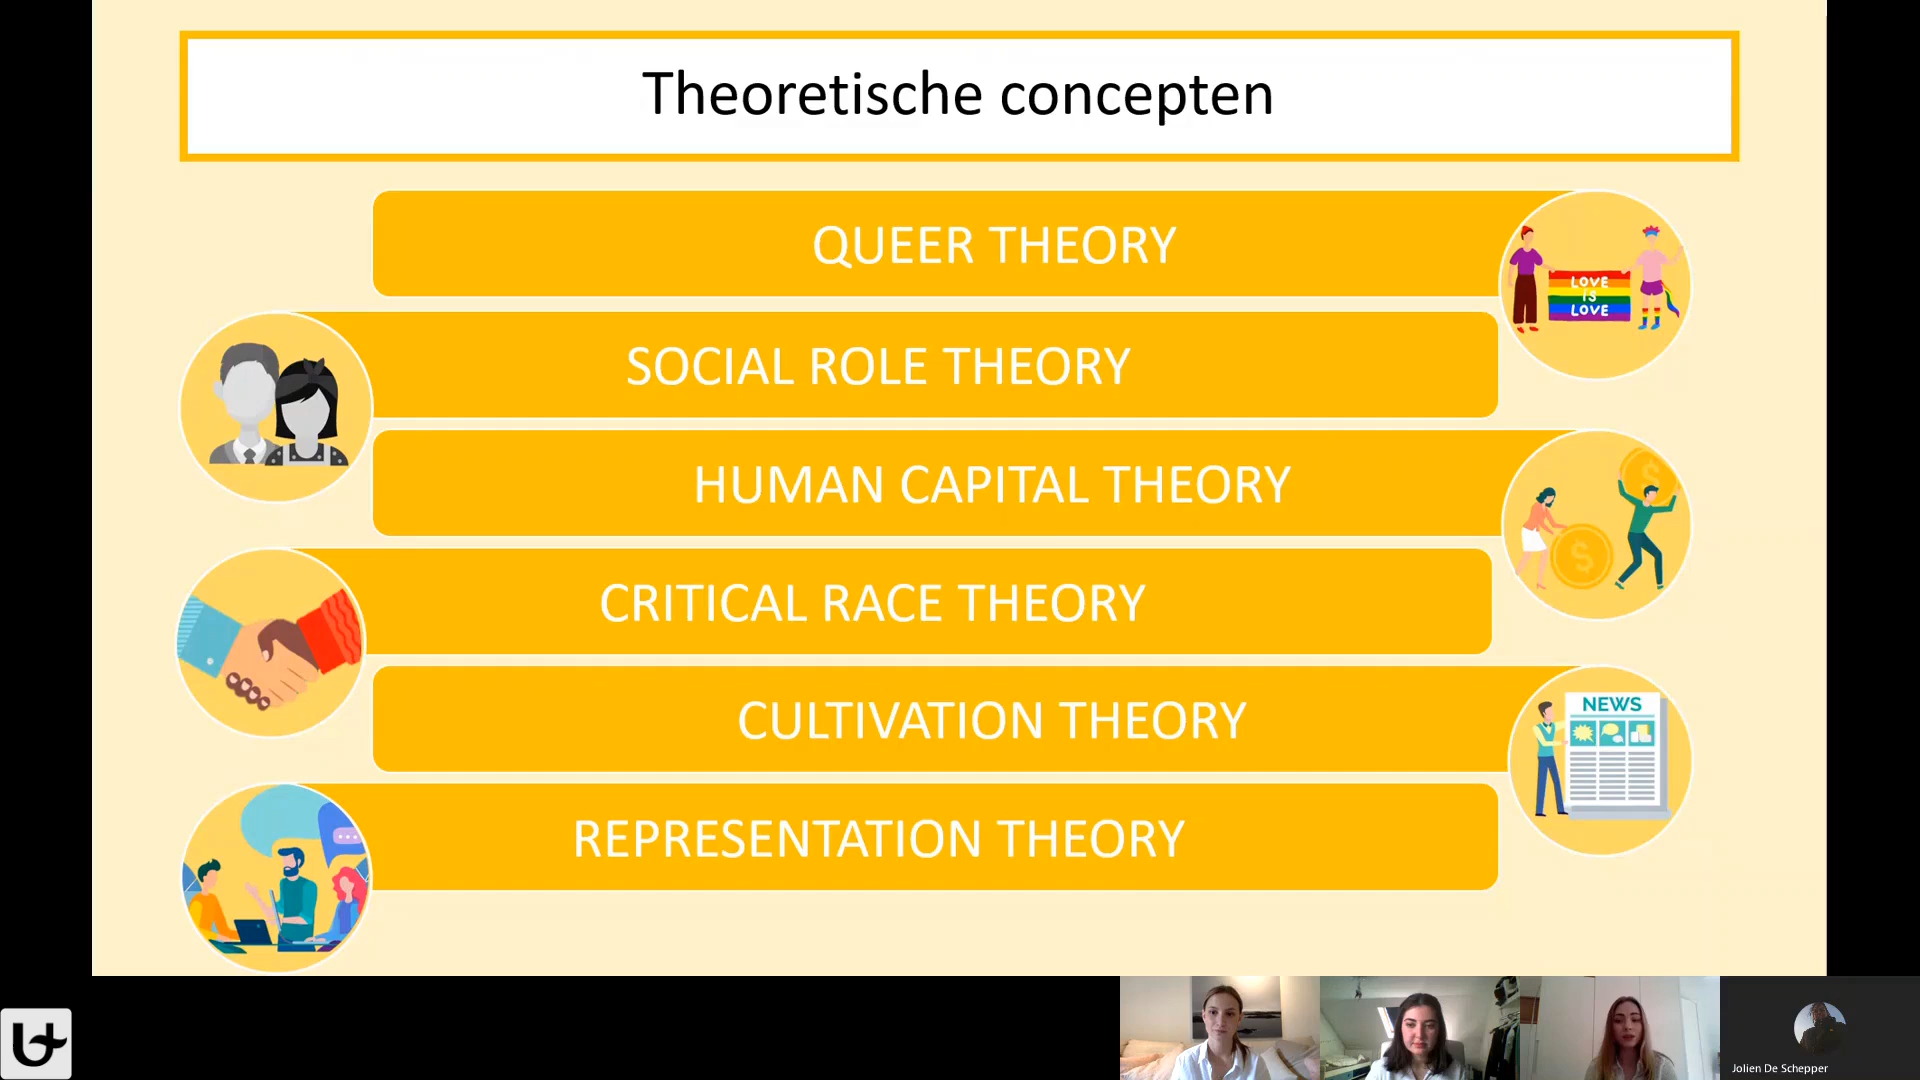 Theoretische concepten
QUEER THEORY
LOVE
IS
LOVE
SOCIAL ROLE THEORY
HUMAN CAPITAL THEORY
$
$
CRITICAL RACE THEORY
CULTIVATION THEORY
NEWS
REPRESENTATION THEORY
Jolien De Schepper